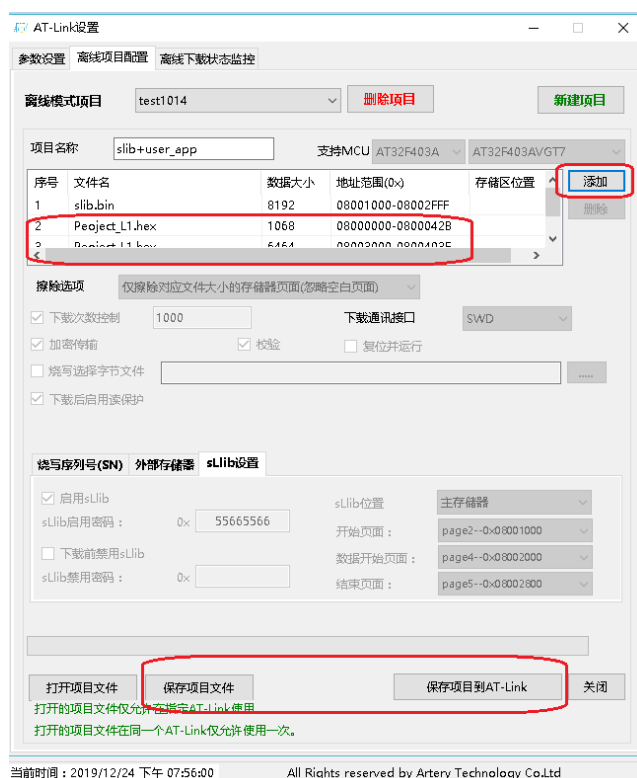 AT-Link设置
参数设置 离线项目配置 离线下载状态监控
离线模式项目 test1014 删除项目 新建项目
项目名称 slib+user_app 支持MCU AT32F403A AT32F403AVGT7
序号 文件名 数据大小 地址范围(0x) 存储区位置 添加
1 slib.bin 8192 08001000-08002FFF 删除
2 Peoject_L1.hex 1068 08000000-0800042B
3 Peoject_L1.hex 6464 08003000-0800493F
擦除选项 仅擦除对应文件大小的存储器页面(忽略空白页面)
下载次数控制 1000 下载通讯接口 SWD
加密传输 校验 复位并运行
烧写选择字节文件 .....
下载后启用读保护
烧写序列号(SN) 外部存储器 sLlib设置
启用sLlib sLlib位置 主存储器
sLlib启用密码： 0x 55665566 开始页面： page2--0x08001000
下载前禁用sLlib 数据开始页面： page4--0x08002000
sLlib禁用密码： 0x 结束页面： page5--0x08002800
打开项目文件 保存项目文件 保存项目到AT-Link 关闭
打开的项目文件仅允许在指定AT-Link使用
打开的项目文件在同一个AT-Link仅允许使用一次。
当前时间：2019/12/24 下午 07:56:00 All Rights reserved by Artery Technology Co.Ltd